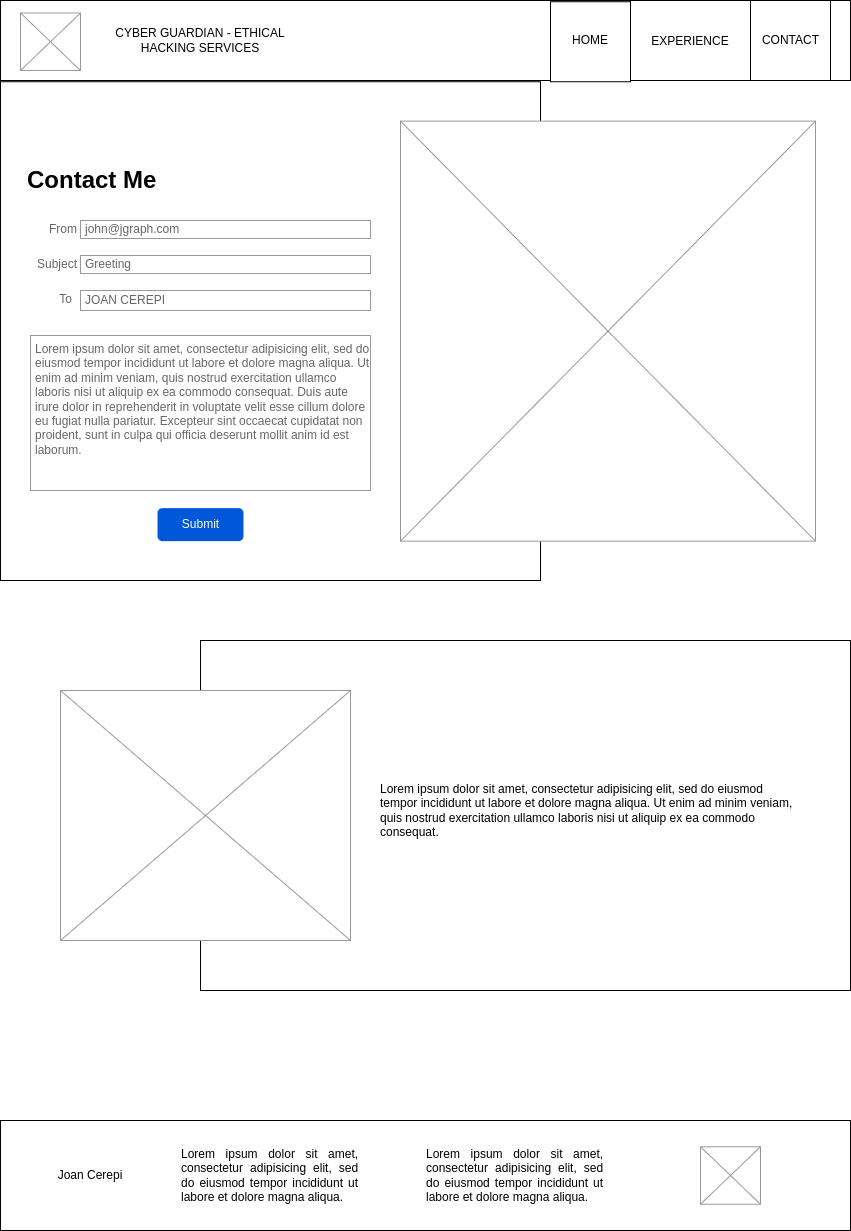 CYBER GUARDIAN - ETHICAL
HACKING SERVICES
HOME
EXPERIENCE
CONTACT
Contact Me
From
john@jgraph.com
Subject
Greeting
To
JOAN CEREPI
Lorem ipsum dolor sit amet, consectetur adipisicing elit, sed do
eiusmod tempor incididunt ut labore et dolore magna aliqua. Ut
enim ad minim veniam, quis nostrud exercitation ullamco
laboris nisi ut aliquip ex ea commodo consequat. Duis aute
irure dolor in reprehenderit in voluptate velit esse cillum dolore
eu fugiat nulla pariatur. Excepteur sint occaecat cupidatat non
proident, sunt in culpa qui officia deserunt mollit anim id est
laborum.
Submit
Lorem ipsum dolor sit amet, consectetur adipisicing elit, sed do eiusmod
tempor incididunt ut labore et dolore magna aliqua. Ut enim ad minim veniam,
quis nostrud exercitation ullamco laboris nisi ut aliquip ex ea commodo
consequat.
Joan Cerepi
Lorem ipsum dolor sit amet,
consectetur adipisicing elit, sed
do eiusmod tempor incididunt ut
labore et dolore magna aliqua.
Lorem ipsum dolor sit amet,
consectetur adipisicing elit, sed
do eiusmod tempor incididunt ut
labore et dolore magna aliqua.